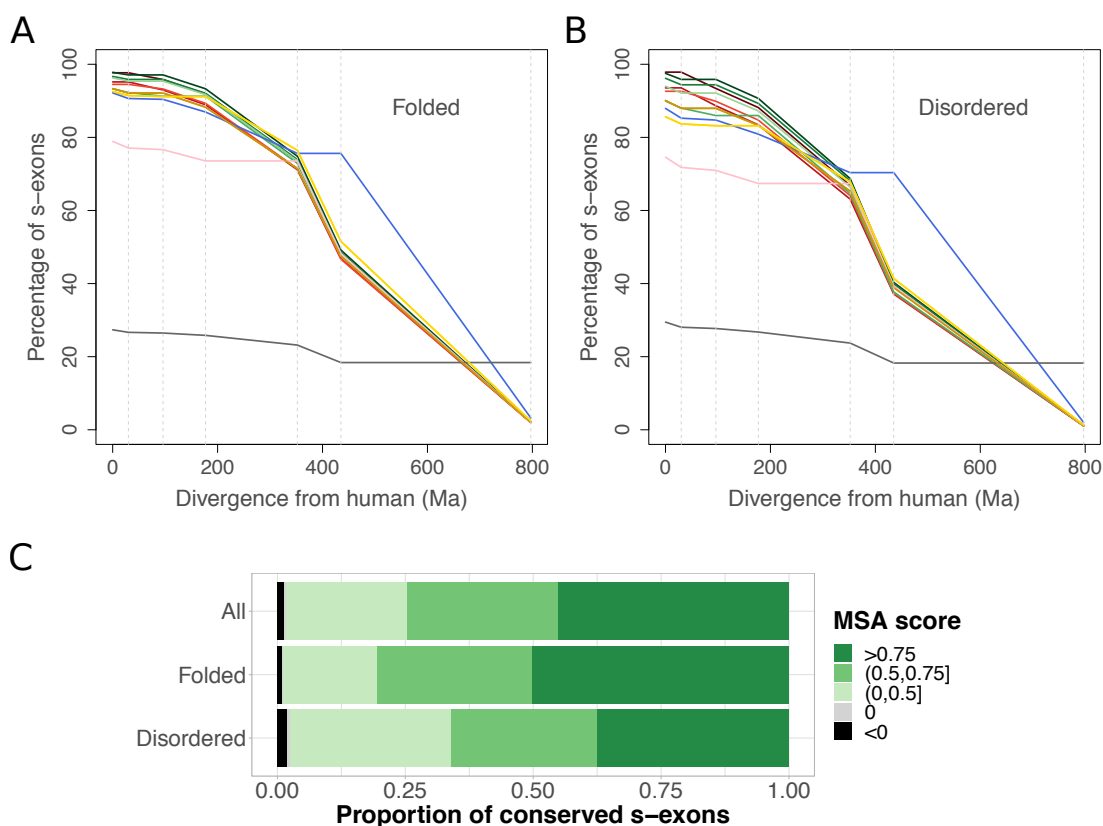 A
B
Percentage of s-exons
0 20 40 60 80 100
Folded
0 200 400 600 800
Divergence from human (Ma)
Percentage of s-exons
0 20 40 60 80 100
Disordered
0 200 400 600 800
Divergence from human (Ma)
C
All
Folded
Disordered
0.00 0.25 0.50 0.75 1.00
Proportion of conserved s−exons
MSA score
>0.75
(0.5,0.75]
(0,0.5]
0
<0